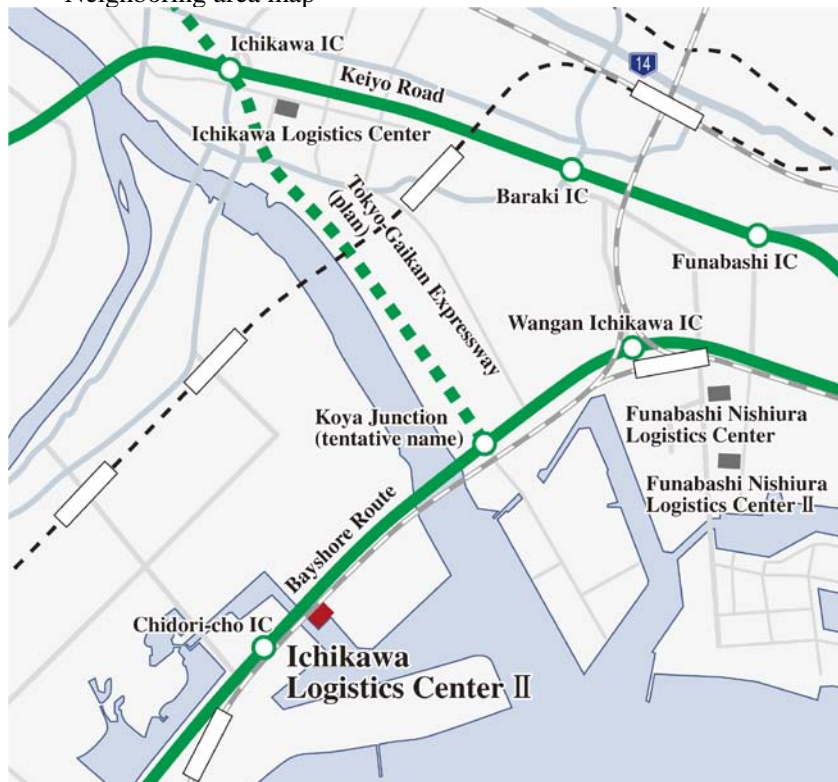 Neighboring area map
Ichikawa IC
Keiyo Road
14
Ichikawa Logistics Center
Tokyo-Gaikan Expressway
(plan)
Baraki IC
Funabashi IC
Wangan Ichikawa IC
Koya Junction
(tentative name)
Funabashi Nishiura
Logistics Center
Funabashi Nishiura
Logistics Center Ⅱ
Bayshore Route
Chidori-cho IC
Ichikawa
Logistics Center Ⅱ